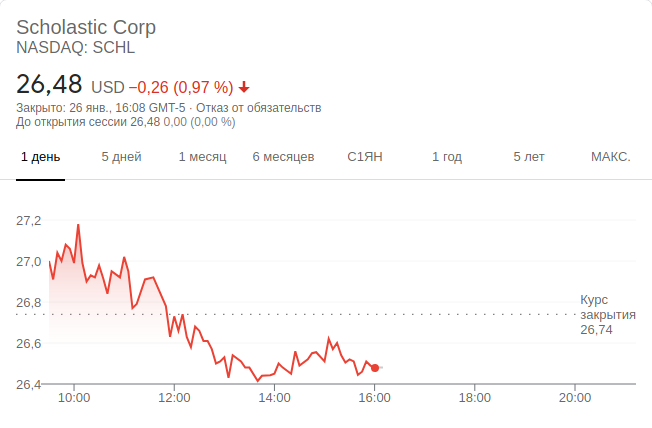 Scholastic Corp
NASDAQ: SCHL
26,48 USD −0,26 (0,97 %)
Закрыто: 26 янв., 16:08 GMT-5 · Отказ от обязательств
До открытия сессии 26,48 0,00 (0,00 %)
1 день 5 дней 1 месяц 6 месяцев С1ЯН 1 год 5 лет МАКС.
27,2
27,0
26,8
Курс
закрытия
26,74
26,6
26,4
10:00 12:00 14:00 16:00 18:00 20:00